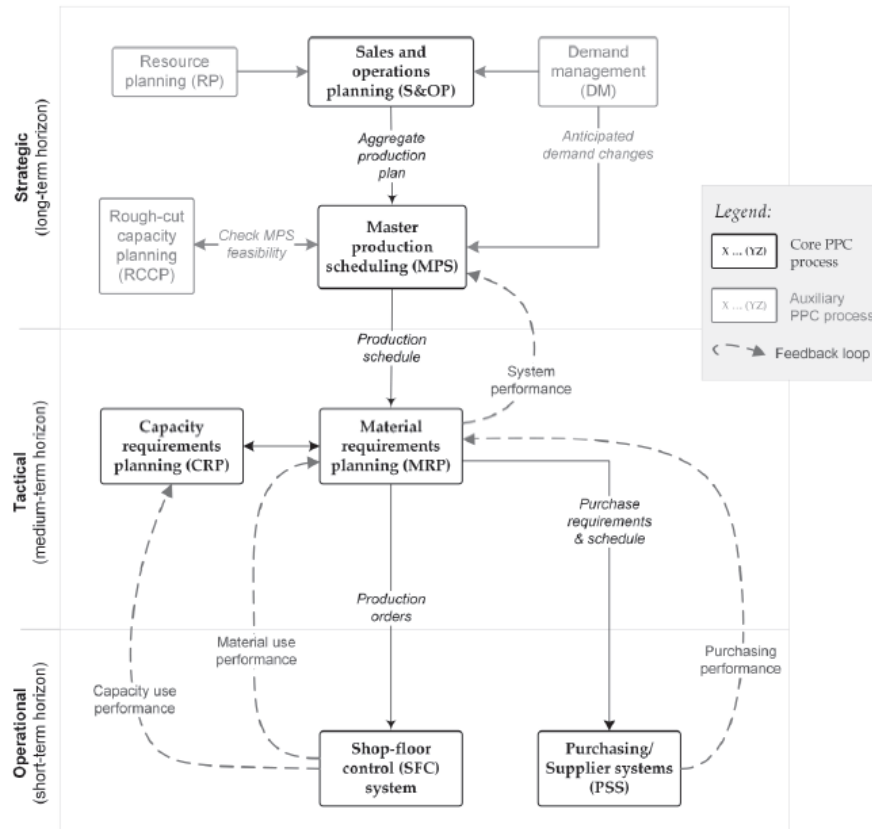 Strategic
(long-term horizon)
Resource
planning (RP)
Sales and
operations
planning (S&OP)
Demand
management
(DM)
Aggregate
production
plan
Anticipated
demand changes
Rough-cut
capacity
planning
(RCCP)
Check MPS
feasibility
Master
production
scheduling (MPS)
Legend:
X ... (YZ)
Core PPC
process
X ... (YZ)
Auxiliary
PPC process
Feedback loop
Tactical
(medium-term horizon)
Production
schedule
System
performance
Capacity
requirements
planning (CRP)
Material
requirements
planning (MRP)
Purchase
requirements
& schedule
Production
orders
Operational
(short-term horizon)
Material use
performance
Purchasing
performance
Capacity use
performance
Shop-floor
control (SFC)
system
Purchasing/
Supplier systems
(PSS)